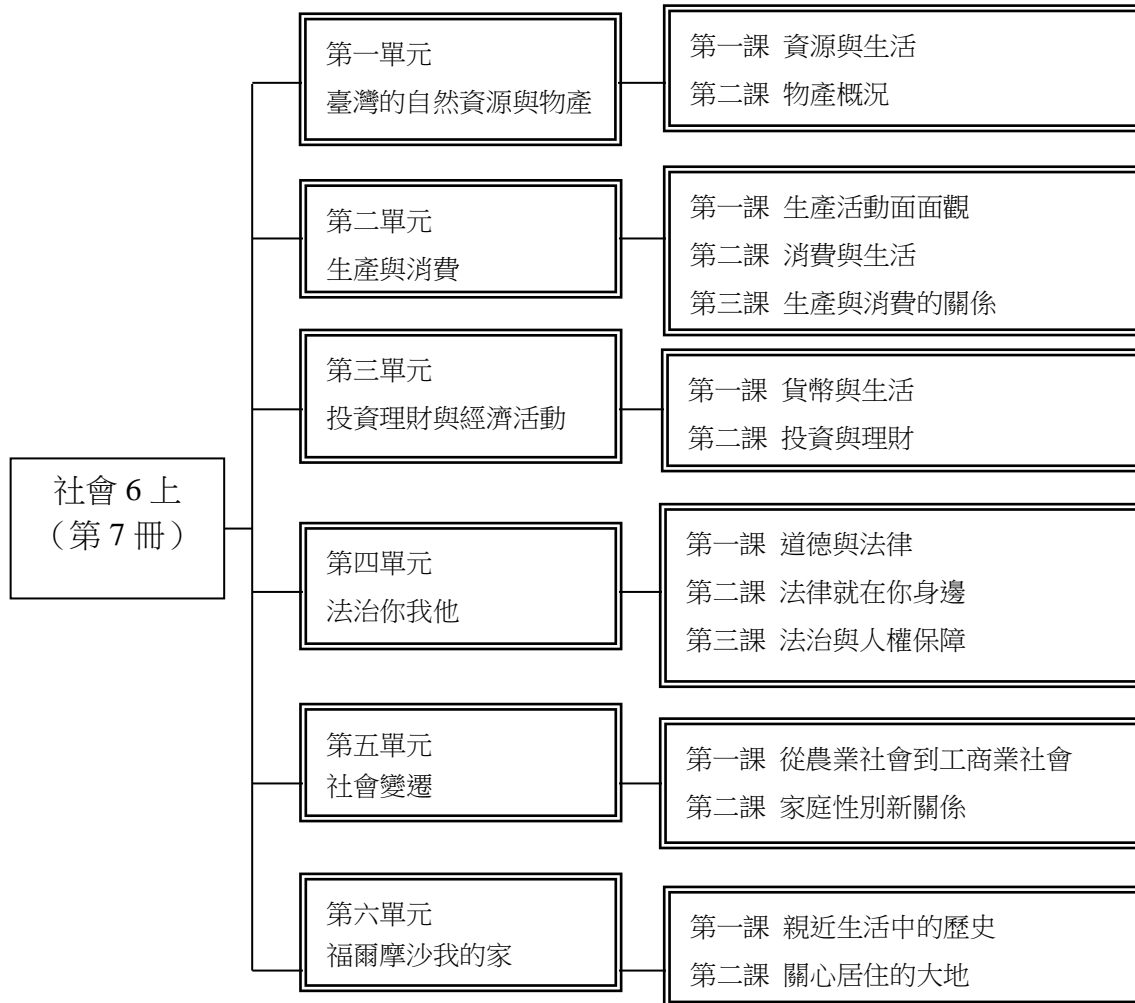 社會 6 上
（第 7 冊）
第一單元
臺灣的自然資源與物產
第一課 資源與生活
第二課 物產概況
第二單元
生產與消費
第一課 生產活動面面觀
第二課 消費與生活
第三課 生產與消費的關係
第三單元
投資理財與經濟活動
第一課 貨幣與生活
第二課 投資與理財
第四單元
法治你我他
第一課 道德與法律
第二課 法律就在你身邊
第三課 法治與人權保障
第五單元
社會變遷
第一課 從農業社會到工商業社會
第二課 家庭性別新關係
第六單元
福爾摩沙我的家
第一課 親近生活中的歷史
第二課 關心居住的大地